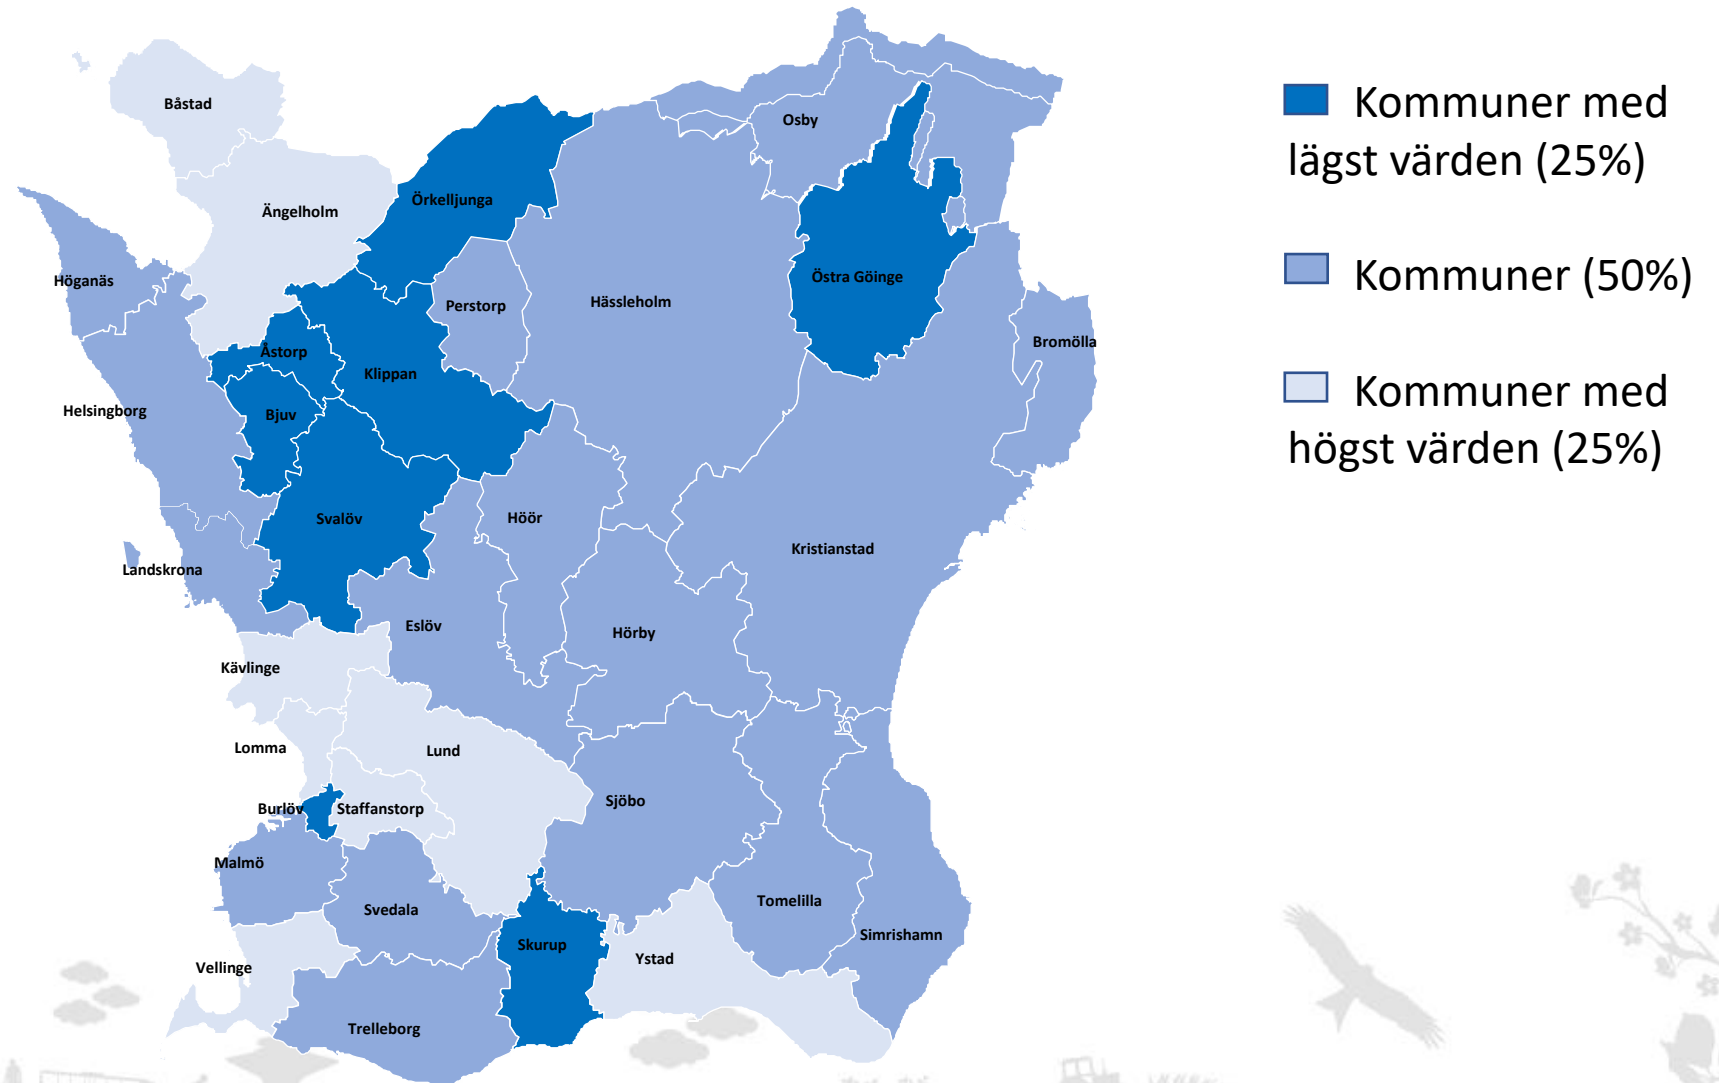 Båstad
Ängelholm
Örkelljunga
Osby
Höganäs
Perstorp
Hässleholm
Östra Göinge
Bromölla
Åstorp
Klippan
Helsingborg
Bjuv
Svalöv
Höör
Kristianstad
Landskrona
Eslöv
Hörby
Kävlinge
Lomma
Lund
Burlöv
Staffanstorp
Sjöbo
Malmö
Svedala
Tomelilla
Simrishamn
Skurup
Ystad
Vellinge
Trelleborg
Kommuner med
lägst värden (25%)
Kommuner (50%)
Kommuner med
högst värden (25%)